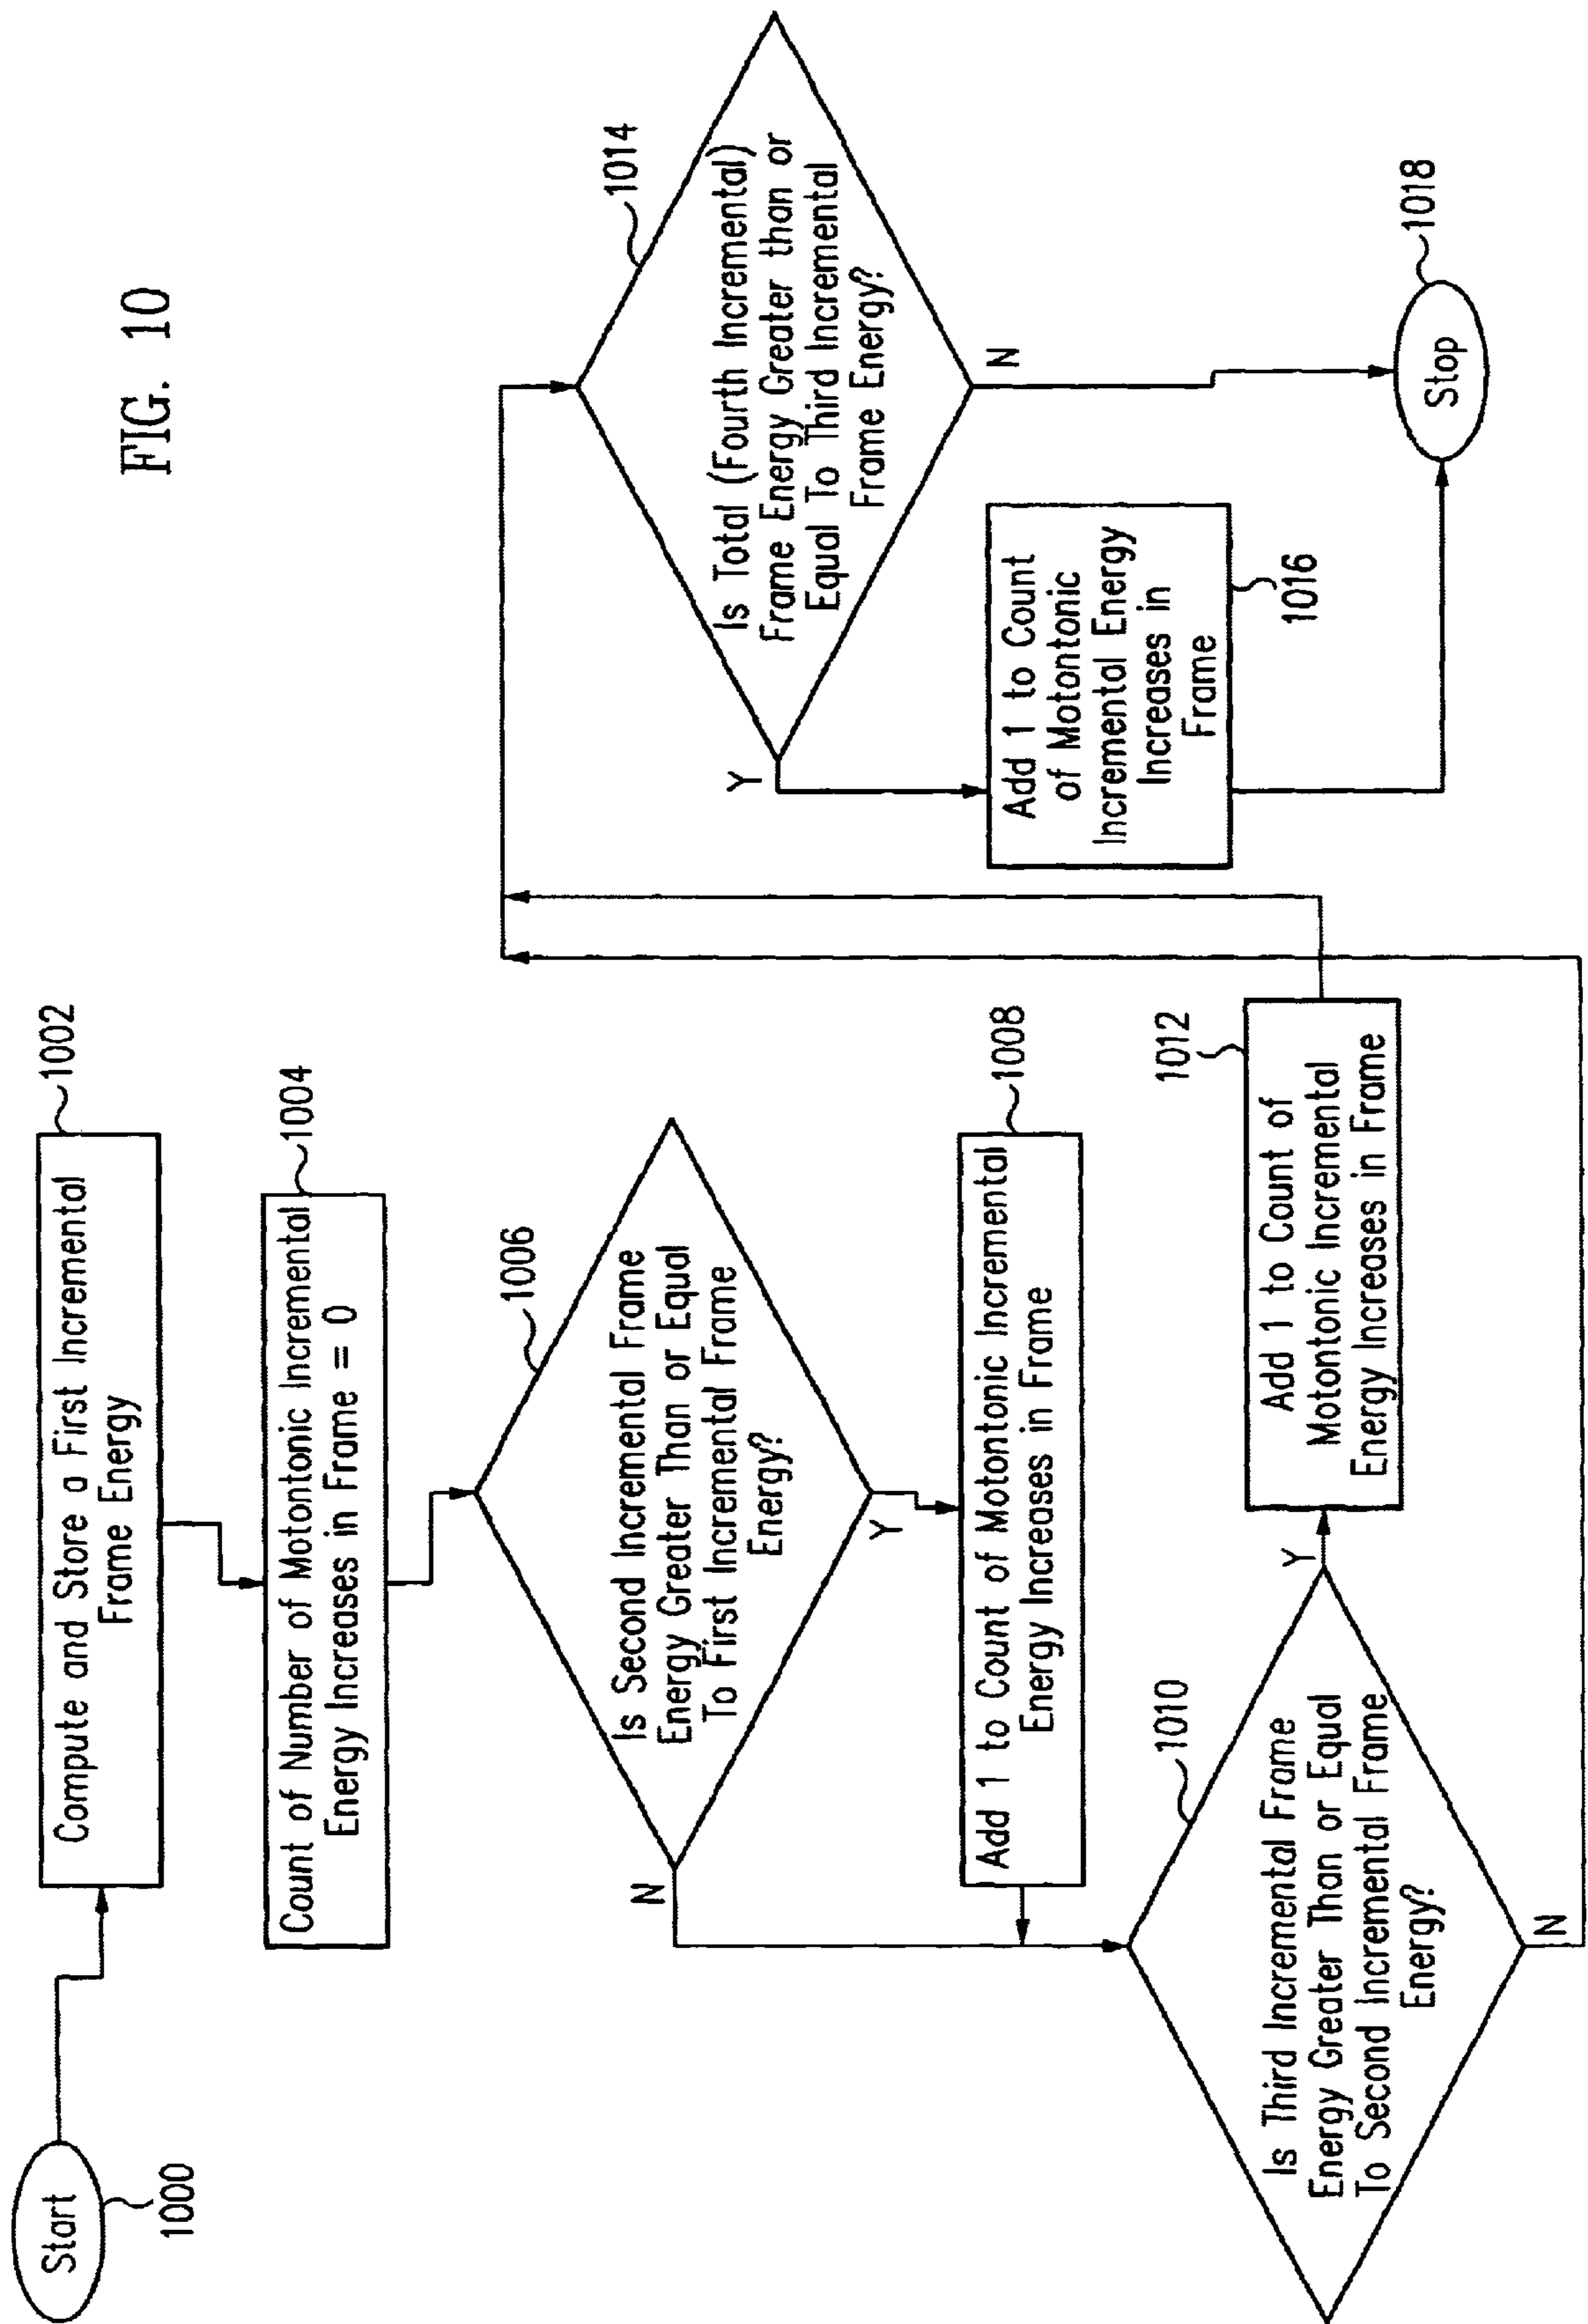 FIG. 10
Start
1000
Compute and Store a First Incremental
Frame Energy
1002
Count of Number of Motontonic Incremental
Energy Increases in Frame = 0
1004
Is Second Incremental Frame
Energy Greater Than or Equal
To First Incremental Frame
Energy?
1006
N
Y
Add 1 to Count of Motontonic Incremental
Energy Increases in Frame
1008
Is Third Incremental Frame
Energy Greater Than or Equal
To Second Incremental Frame
Energy?
1010
Y
N
Add 1 to Count of
Motontonic Incremental
Energy Increases in Frame
1012
Is Total (Fourth Incremental)
Frame Energy Greater than or
Equal To Third Incremental
Frame Energy?
1014
Y
N
Add 1 to Count
of Motontonic
Incremental Energy
Increases in
Frame
1016
Stop
1018